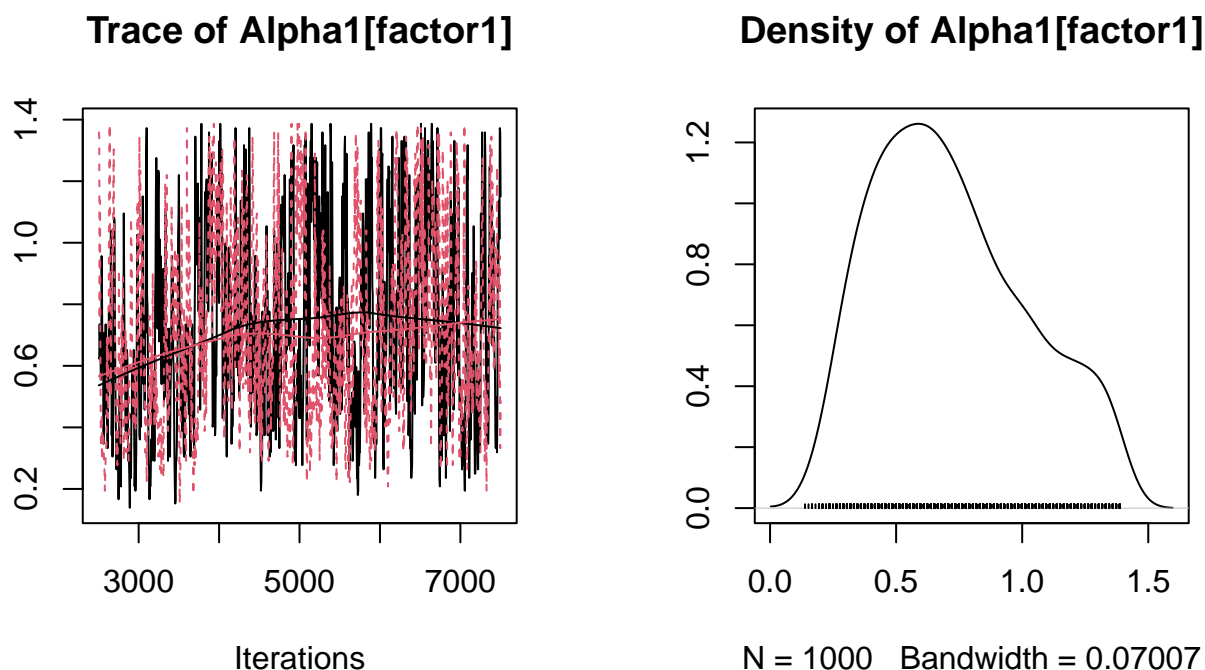 Trace of Alpha1[factor1]
0.2 0.6 1.0 1.4
3000 5000 7000
Iterations
Density of Alpha1[factor1]
0.0 0.4 0.8 1.2
0.0 0.5 1.0 1.5
N = 1000 Bandwidth = 0.07007